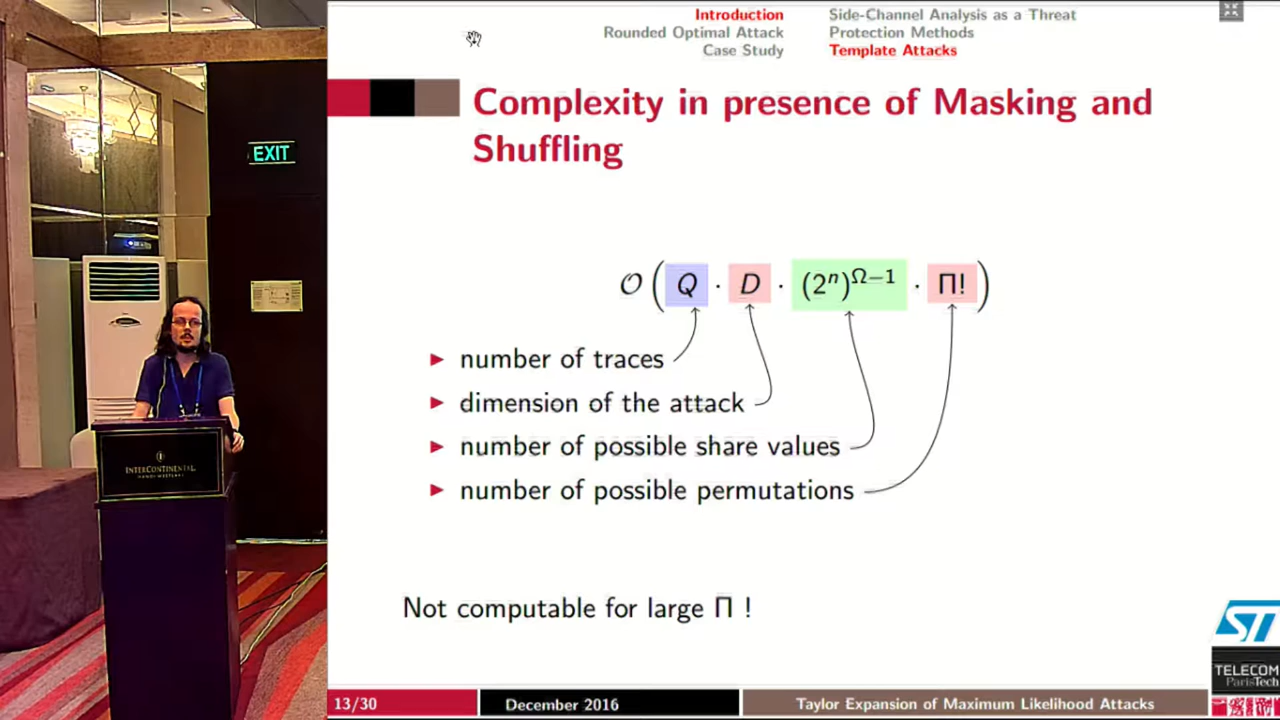 EXIT
INTERCONTINENTAL
Introduction
Rounded Optimal Attack
Case Study
Side-Channel Analysis as a Threat
Protection Methods
Template Attacks
Complexity in presence of Masking and
Shuffling
𝒪 ( Q · D · (2ⁿ)^Ω−1 · Π! )
► number of traces
► dimension of the attack
► number of possible share values
► number of possible permutations
Not computable for large Π !
ST
TELECOM
ParisTech
13/30
December 2016
Taylor Expansion of Maximum Likelihood Attacks